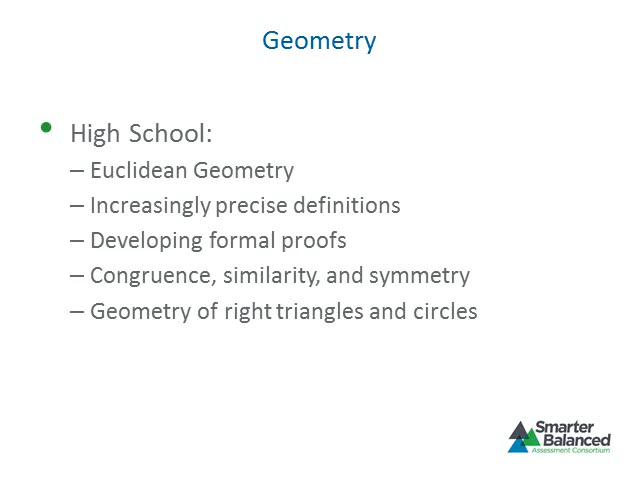 Geometry
• High School:
– Euclidean Geometry
– Increasingly precise definitions
– Developing formal proofs
– Congruence, similarity, and symmetry
– Geometry of right triangles and circles
Smarter
Balanced
Assessment Consortium